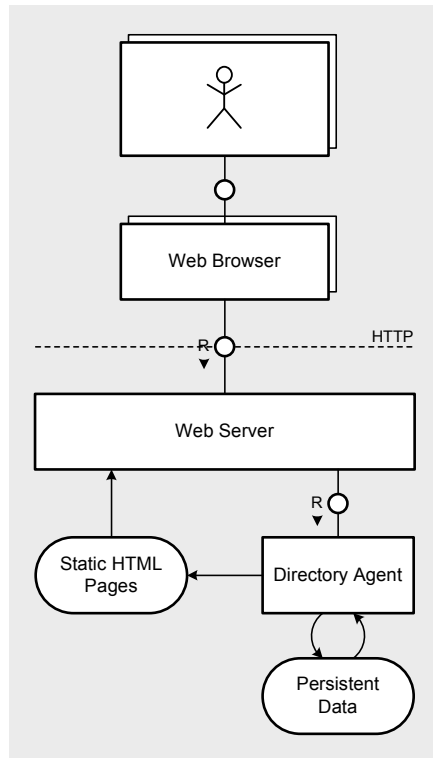 Web Browser
R
HTTP
Web Server
R
Static HTML
Pages
Directory Agent
Persistent
Data